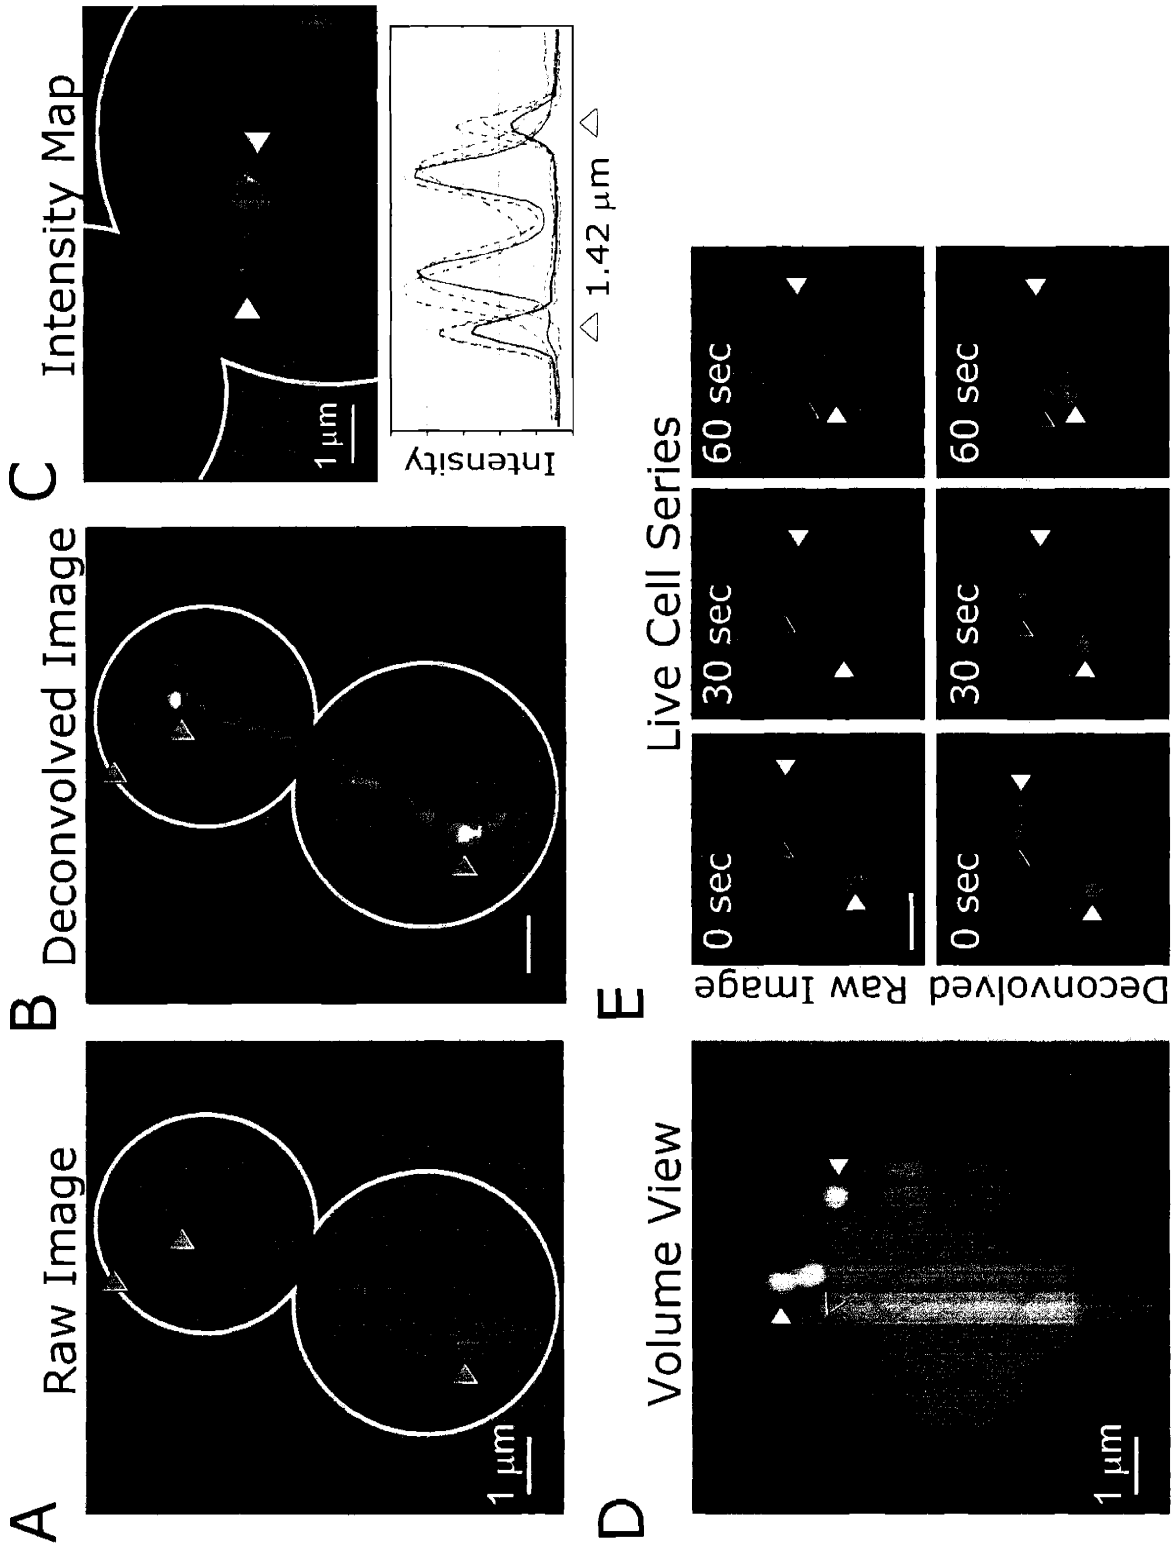 A
Raw Image
1 μm
B
Deconvolved Image
C
Intensity Map
1 μm
Intensity
1.42 μm
D
Volume View
1 μm
E
Live Cell Series
Raw Image
0 sec
30 sec
60 sec
Deconvolved
0 sec
30 sec
60 sec